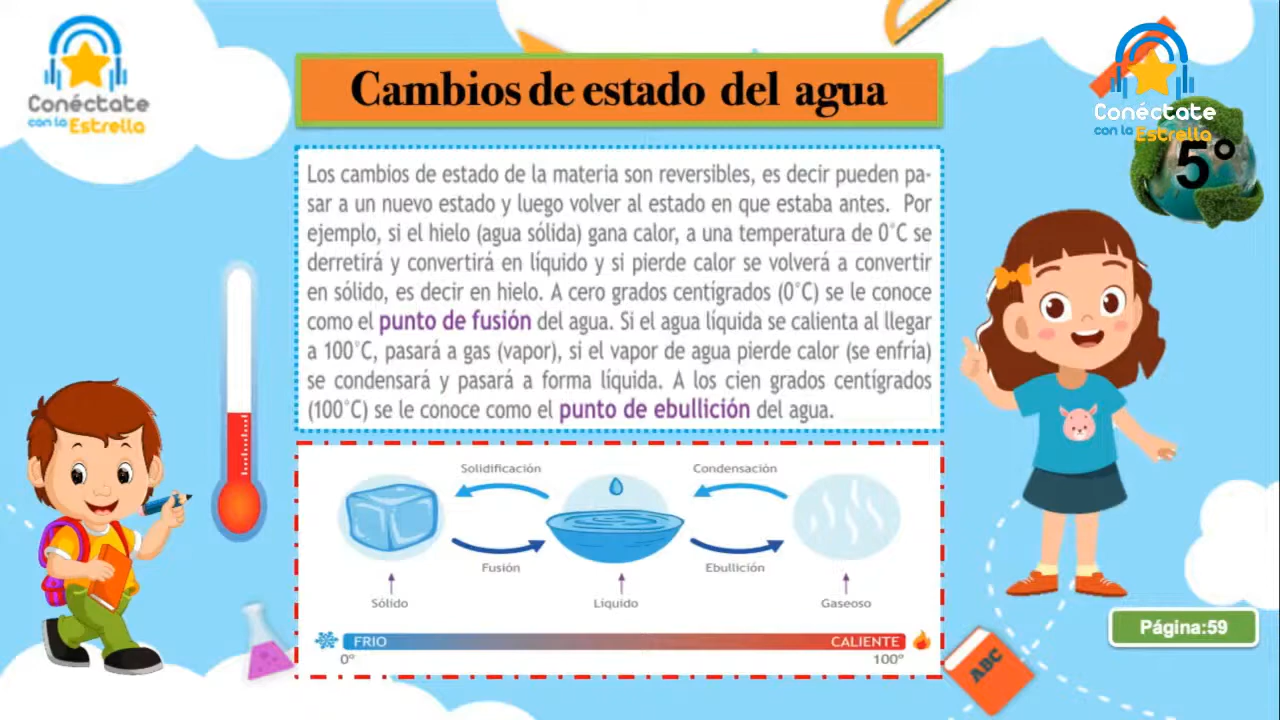 Conéctate
con la Estrella
Cambios de estado del agua
Conéctate
con la Estrella
5°
Los cambios de estado de la materia son reversibles, es decir pueden pa-
sar a un nuevo estado y luego volver al estado en que estaba antes. Por
ejemplo, si el hielo (agua sólida) gana calor, a una temperatura de 0°C se
derretirá y convertirá en líquido y si pierde calor se volverá a convertir
en sólido, es decir en hielo. A cero grados centígrados (0°C) se le conoce
como el punto de fusión del agua. Si el agua líquida se calienta al llegar
a 100°C, pasará a gas (vapor), si el vapor de agua pierde calor (se enfría)
se condensará y pasará a forma líquida. A los cien grados centígrados
(100°C) se le conoce como el punto de ebullición del agua.
Solidificación
Condensación
Fusión
Ebullición
Sólido
Líquido
Gaseoso
FRIO
CALIENTE
0°
100°
Página:59
ABC